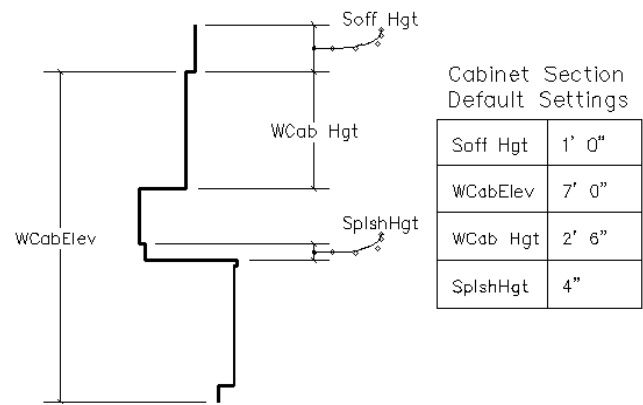 Soff Hgt
WCab Hgt
SplshHgt
WCabElev
Cabinet Section
Default Settings
Soff Hgt 1' 0"
WCabElev 7' 0"
WCab Hgt 2' 6"
SplshHgt 4"